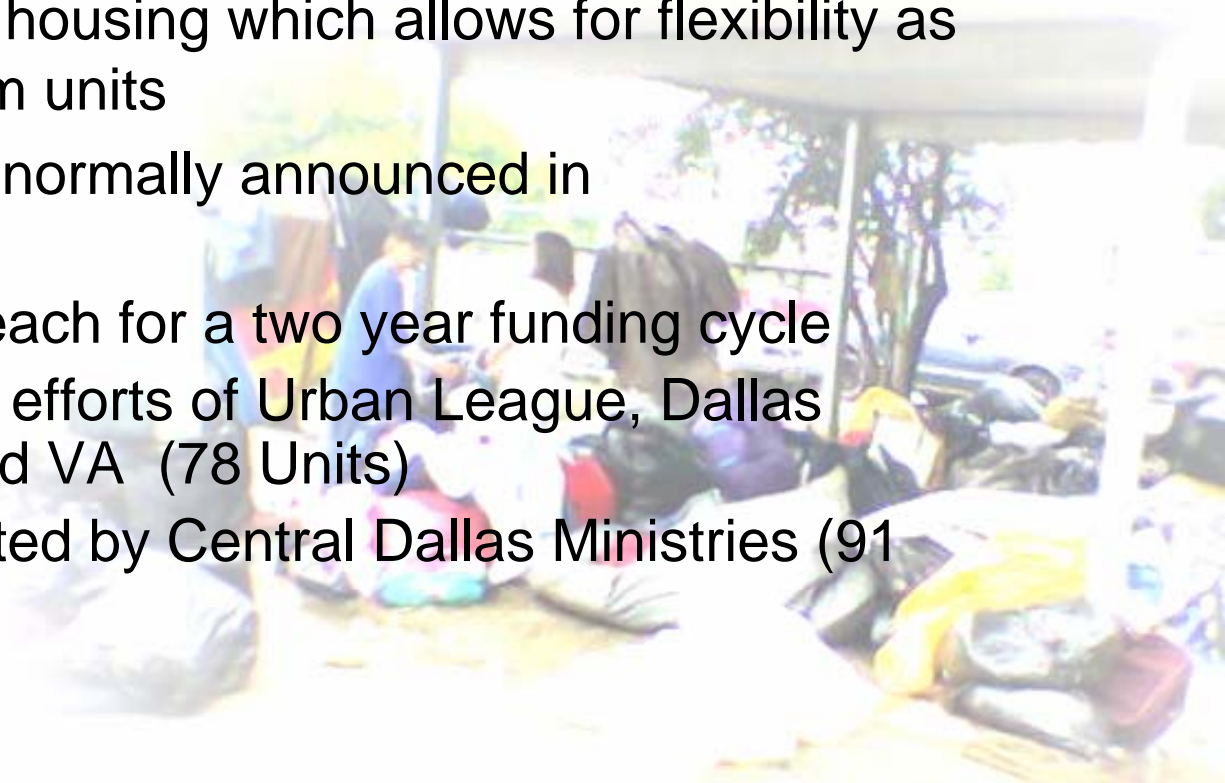 housing which allows for flexibility as
m units
normally announced in
each for a two year funding cycle
efforts of Urban League, Dallas
d VA (78 Units)
ted by Central Dallas Ministries (91